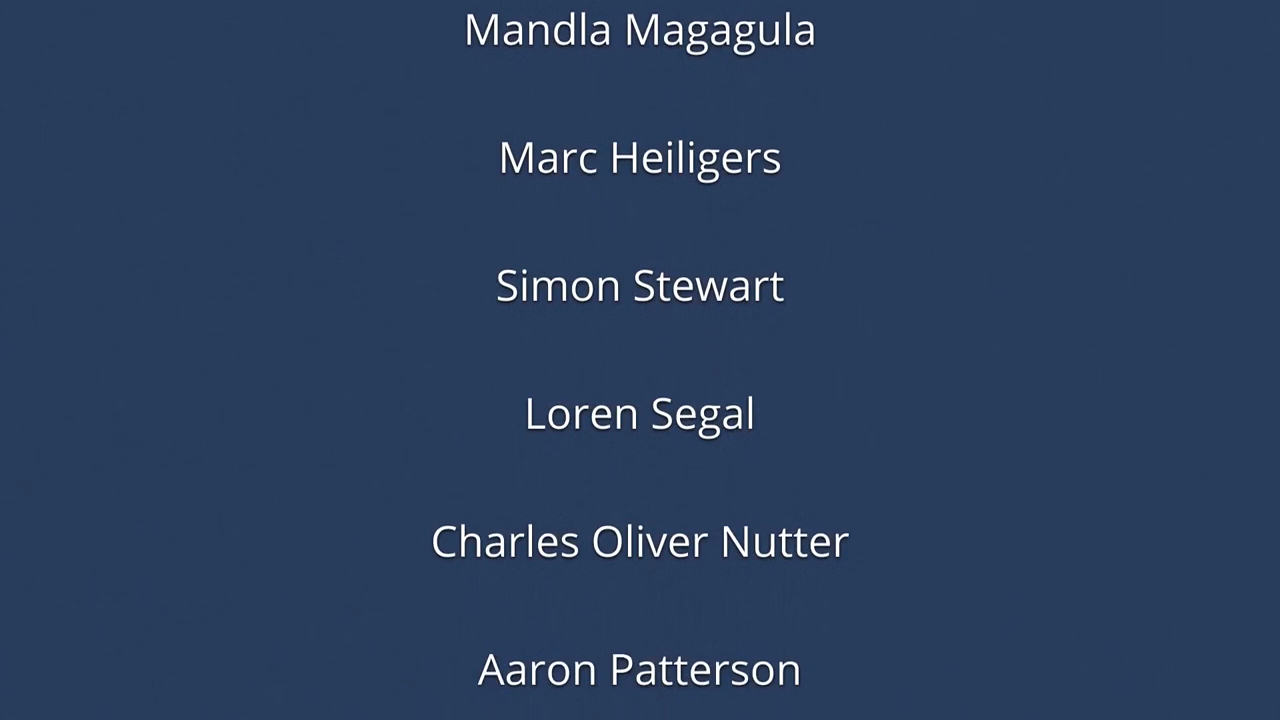 Mandla Magagula
Marc Heiligers
Simon Stewart
Loren Segal
Charles Oliver Nutter
Aaron Patterson